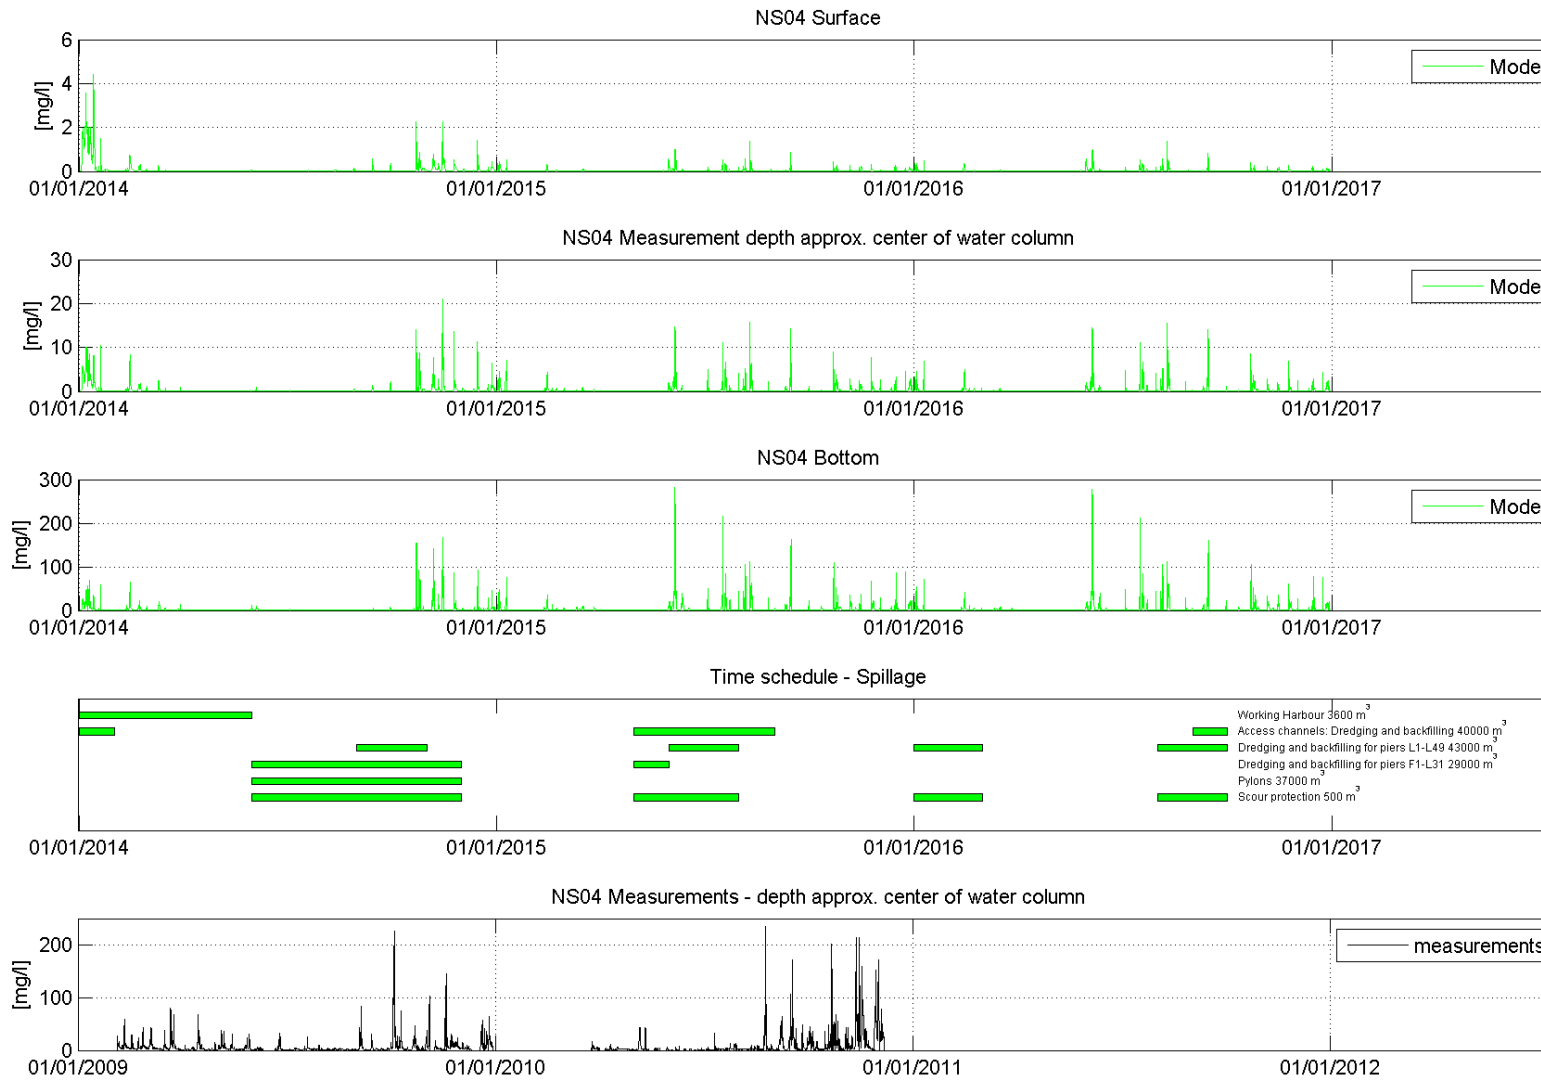 NS04 Surface
6
4
2
0
[mg/l]
Mode
01/01/2014 01/01/2015 01/01/2016 01/01/2017
NS04 Measurement depth approx. center of water column
30
20
10
0
[mg/l]
Mode
01/01/2014 01/01/2015 01/01/2016 01/01/2017
NS04 Bottom
300
200
100
0
[mg/l]
Mode
01/01/2014 01/01/2015 01/01/2016 01/01/2017
Time schedule - Spillage
Working Harbour 3600 m³
Access channels: Dredging and backfilling 40000 m³
Dredging and backfilling for piers L1-L49 43000 m³
Dredging and backfilling for piers F1-L31 29000 m³
Pylons 37000 m³
Scour protection 500 m³
01/01/2014 01/01/2015 01/01/2016 01/01/2017
NS04 Measurements - depth approx. center of water column
200
100
0
[mg/l]
measurements
01/01/2009 01/01/2010 01/01/2011 01/01/2012